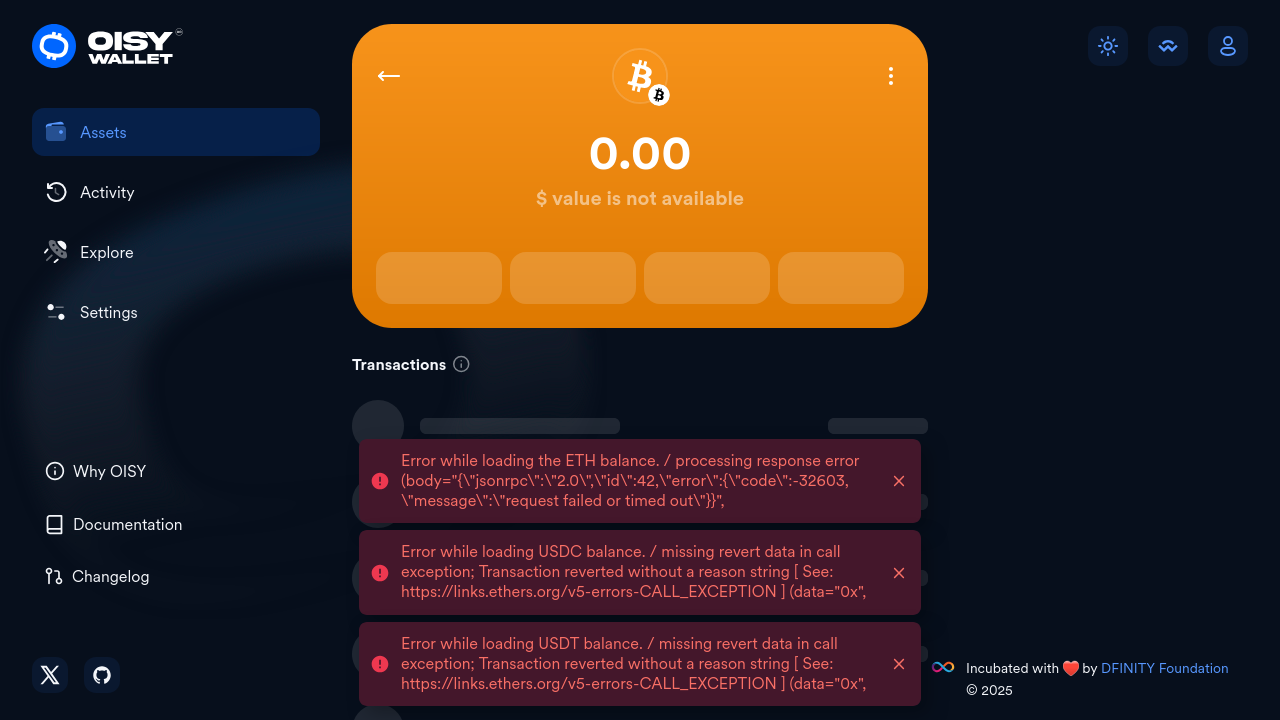 OISY
WALLET
Assets
Activity
Explore
Settings
Why OISY
Documentation
Changelog
0.00
$ value is not available
Transactions
Error while loading the ETH balance. / processing response error
(body="{\"jsonrpc\":\"2.0\",\"id\":42,\"error\":{\"code\":-32603,
\"message\":\"request failed or timed out\"}}",
Error while loading USDC balance. / missing revert data in call
exception; Transaction reverted without a reason string [ See:
https://links.ethers.org/v5-errors-CALL_EXCEPTION ] (data="0x",
Error while loading USDT balance. / missing revert data in call
exception; Transaction reverted without a reason string [ See:
https://links.ethers.org/v5-errors-CALL_EXCEPTION ] (data="0x",
Incubated with ❤️ by DFINITY Foundation
© 2025